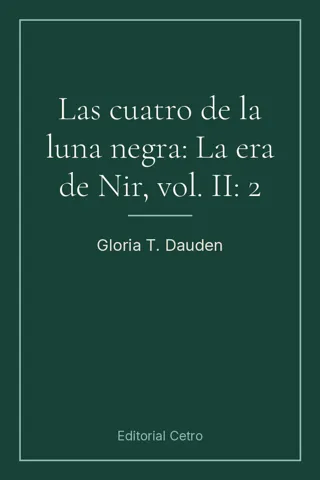 Las cuatro de la
luna negra: La era
de Nir, vol. II: 2
Gloria T. Dauden
Editorial Cetro